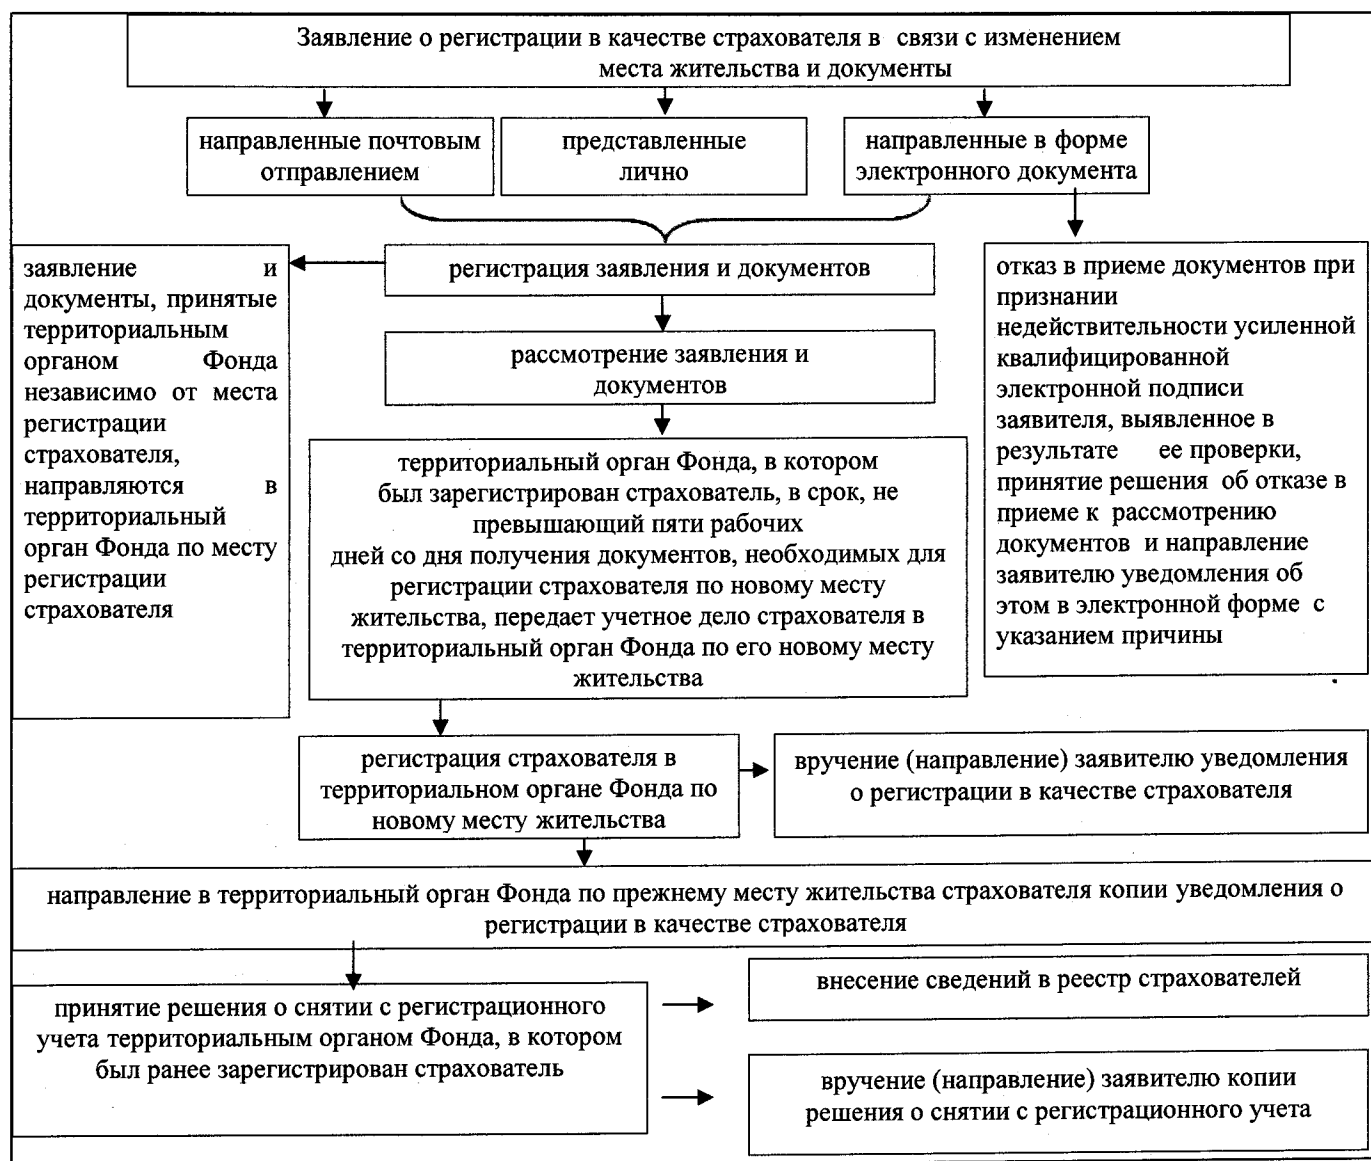 Заявление о регистрации в качестве страхователя в связи с изменением
места жительства и документы
направленные почтовым
отправлением
представленные
лично
направленные в форме
электронного документа
заявление и
документы, принятые
территориальным
органом Фонда
независимо от места
регистрации
страхователя,
направляются в
территориальный
орган Фонда по месту
регистрации
страхователя
регистрация заявления и документов
рассмотрение заявления и
документов
территориальный орган Фонда, в котором
был зарегистрирован страхователь, в срок, не
превышающий пяти рабочих
дней со дня получения документов, необходимых для
регистрации страхователя по новому месту
жительства, передает учетное дело страхователя в
территориальный орган Фонда по его новому месту
жительства
отказ в приеме документов при
признании
недействительности усиленной
квалифицированной
электронной подписи
заявителя, выявленное в
результате ее проверки,
принятие решения об отказе в
приеме к рассмотрению
документов и направление
заявителю уведомления об
этом в электронной форме с
указанием причины
регистрация страхователя в
территориальном органе Фонда по
новому месту жительства
вручение (направление) заявителю уведомления
о регистрации в качестве страхователя
направление в территориальный орган Фонда по прежнему месту жительства страхователя копии уведомления о
регистрации в качестве страхователя
принятие решения о снятии с регистрационного
учета территориальным органом Фонда, в котором
был ранее зарегистрирован страхователь
внесение сведений в реестр страхователей
вручение (направление) заявителю копии
решения о снятии с регистрационного учета